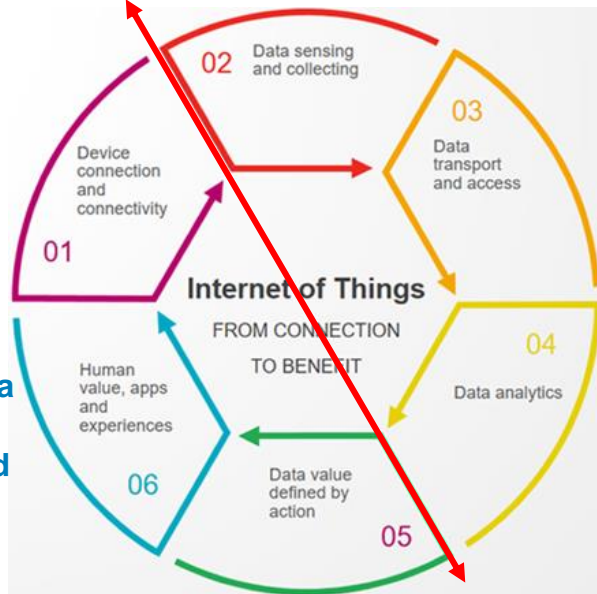 02
Data sensing
and collecting
03
Data
transport
and access
Device
connection
and
connectivity
01
Internet of Things
FROM CONNECTION
TO BENEFIT
04
Data analytics
Human
value, apps
and
experiences
06
Data value
defined by
action
05
a
d